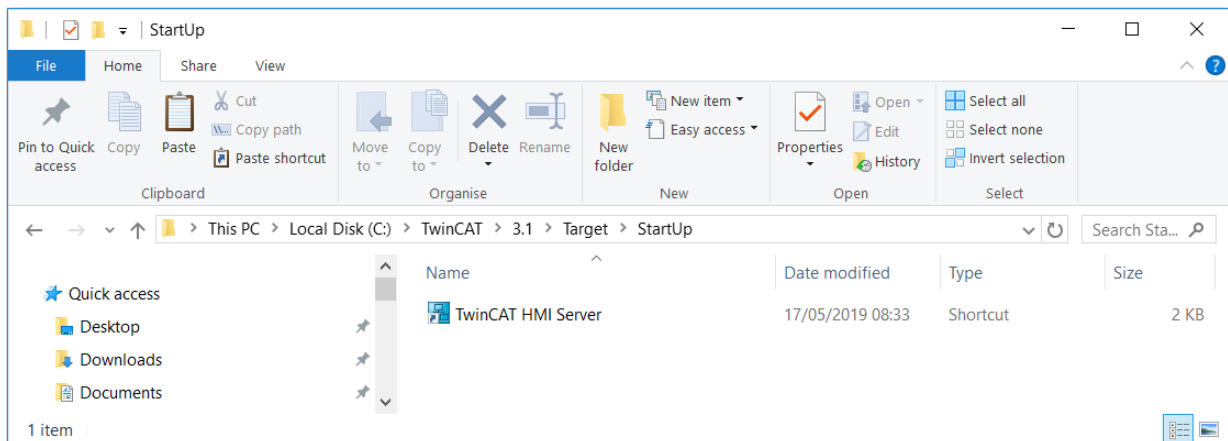 StartUp
File Home Share View
Pin to Quick access
Copy
Paste
Cut
Copy path
Paste shortcut
Clipboard
Move to
Copy to
Delete
Rename
Organise
New folder
New item
Easy access
New
Properties
Open
Edit
History
Open
Select all
Select none
Invert selection
Select
This PC > Local Disk (C:) > TwinCAT > 3.1 > Target > StartUp
Search Sta...
Quick access
Desktop
Downloads
Documents
Name Date modified Type Size
TwinCAT HMI Server 17/05/2019 08:33 Shortcut 2 KB
1 item